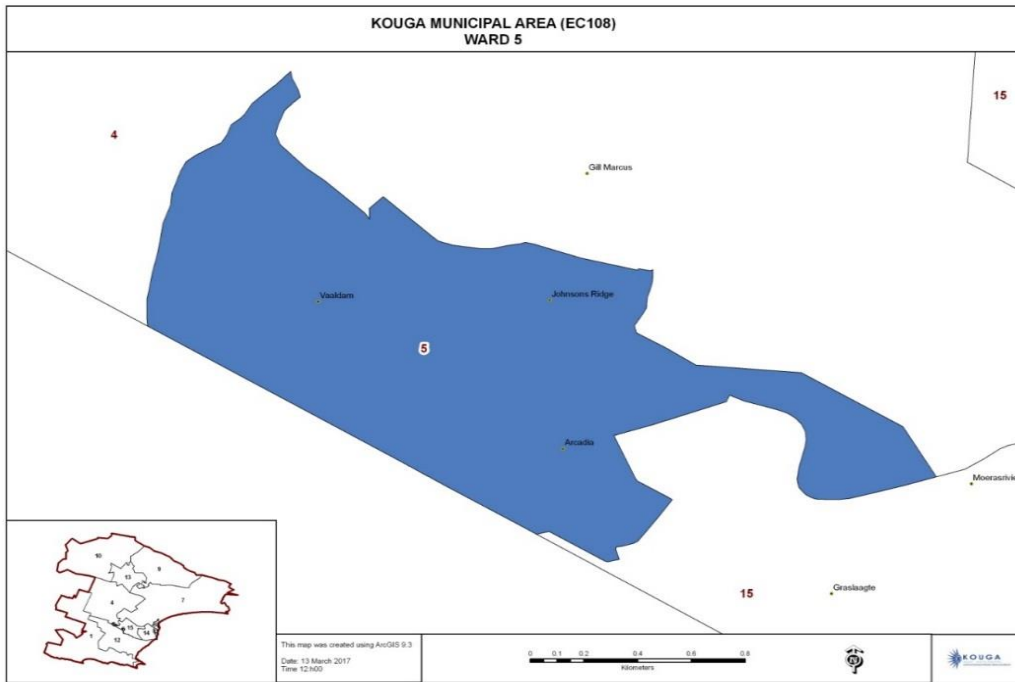 KOUGA MUNICIPAL AREA (EC108)
WARD 5
15
4
Gill Marcus
Vaaldam
Johnsons Ridge
5
Arcadia
Moerasrivie
15
Graslaagte
10
9
13
4
7
1
12
15
14
This map was created using ArcGIS 9.3
Date: 13 March 2017
Time 12:h00
0 0.1 0.2 0.4 0.6 0.8
Kilometers
KOUGA